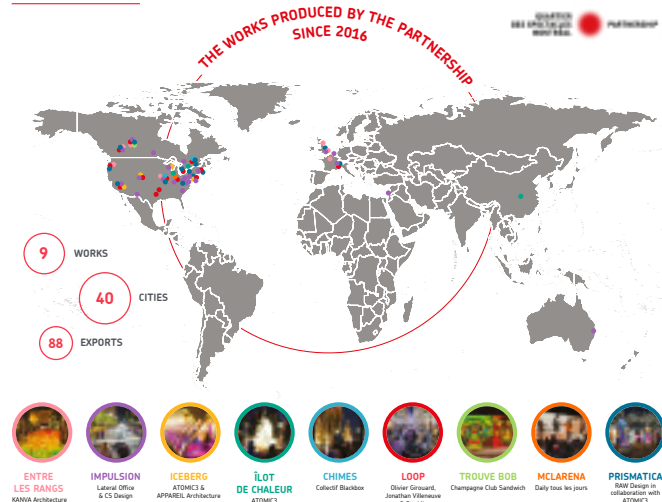 THE WORKS PRODUCED BY THE PARTNERSHIP
SINCE 2016
9 WORKS
40 CITIES
88 EXPORTS
ENTRE
LES RANGS
KANVA Architecture
IMPULSION
Lateral Office
& CS Design
ICEBERG
ATOMIC3 &
APPAREIL Architecture
ÎLOT
DE CHALEUR
ATOMIC3
CHIMES
Collectif Blackbox
LOOP
Olivier Girouard,
Jonathan Villeneuve
TROUVE BOB
Champagne Club Sandwich
MCLARENA
Daily tous les jours
PRISMATICA
RAW Design in
collaboration with
ATOMIC3